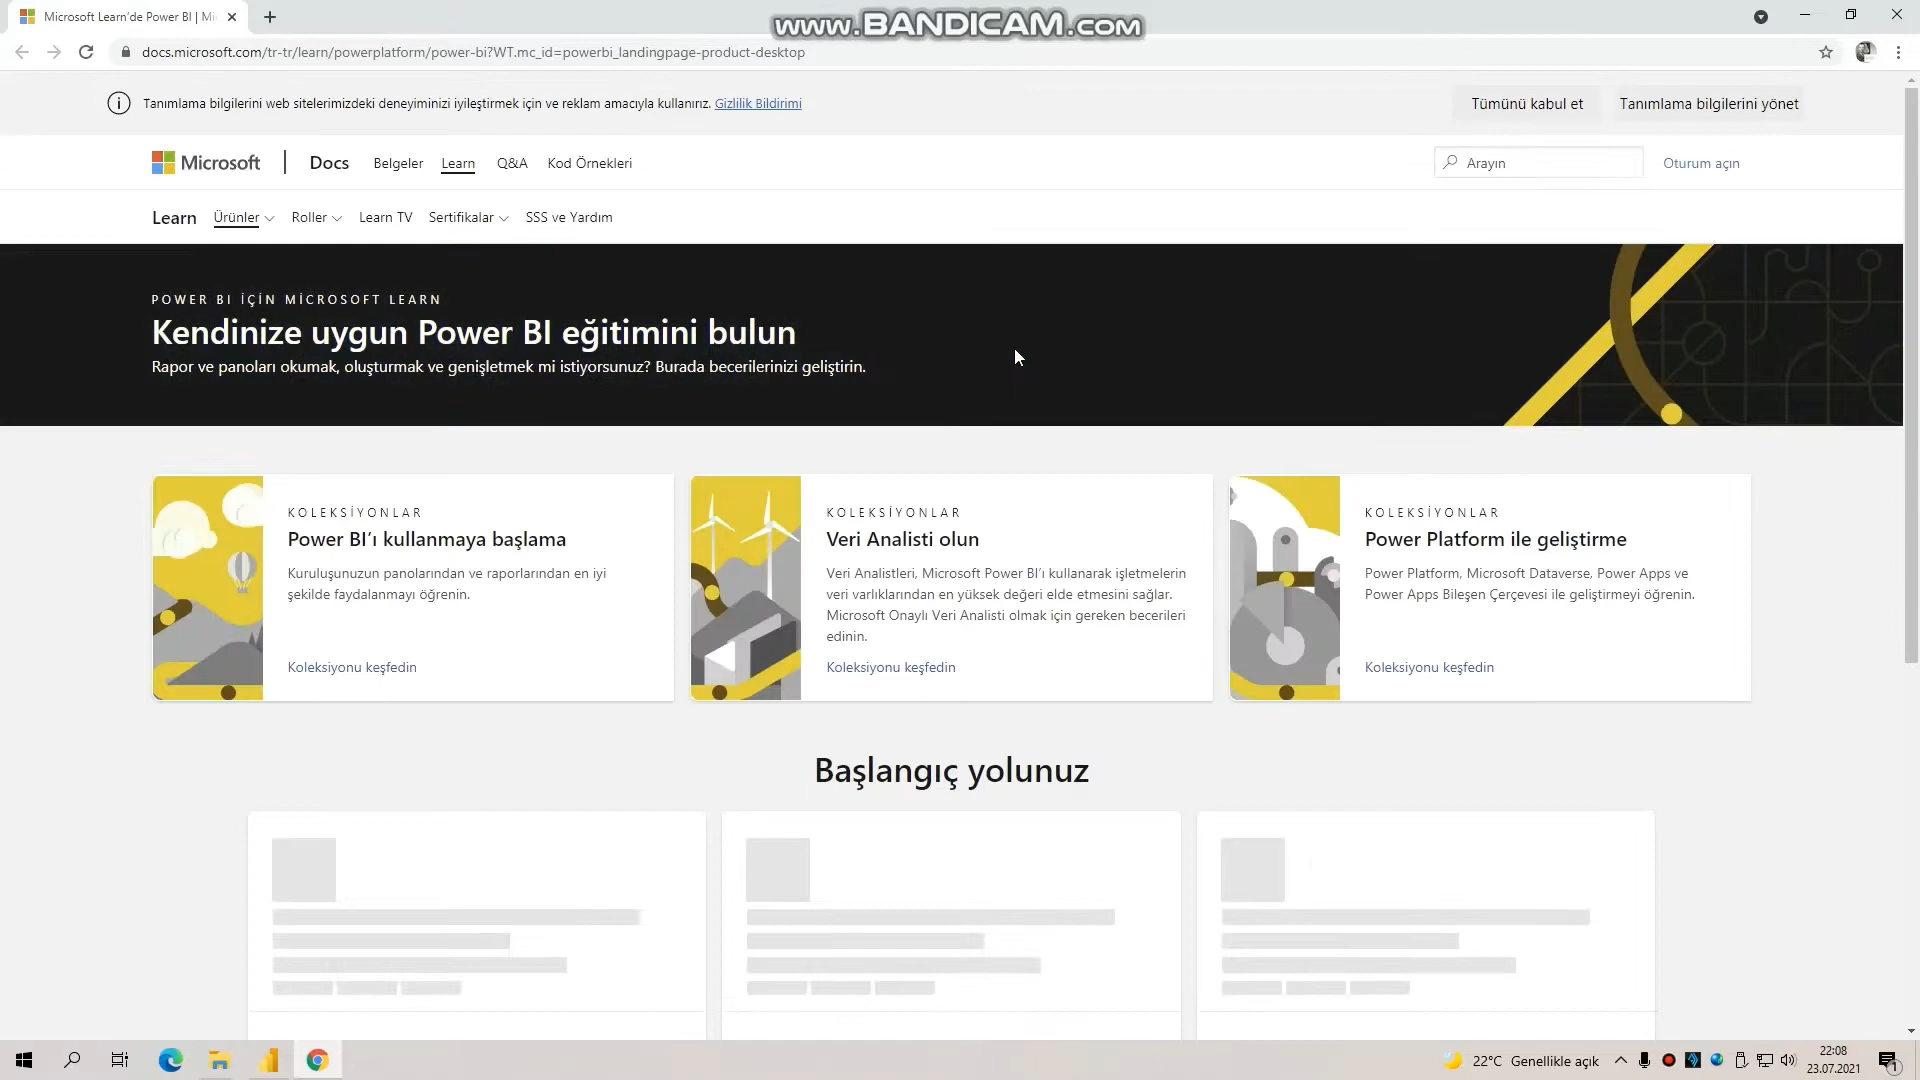 Microsoft Learn'de Power BI | Mi
www.BANDICAM.com
docs.microsoft.com/tr-tr/learn/powerplatform/power-bi?WT.mc_id=powerbi_landingpage-product-desktop
Tanımlama bilgilerini web sitelerimizdeki deneyiminizi iyileştirmek için ve reklam amacıyla kullanırız. Gizlilik Bildirimi
Tümünü kabul et
Tanımlama bilgilerini yönet
Microsoft
Docs
Belgeler
Learn
Q&A
Kod Örnekleri
Arayın
Oturum açın
Learn
Ürünler
Roller
Learn TV
Sertifikalar
SSS ve Yardım
POWER BI İÇİN MİCROSOFT LEARN
Kendinize uygun Power BI eğitimini bulun
Rapor ve panoları okumak, oluşturmak ve genişletmek mi istiyorsunuz? Burada becerilerinizi geliştirin.
KOLEKSİYONLAR
Power BI'ı kullanmaya başlama
Kuruluşunuzun panolarından ve raporlarından en iyi
şekilde faydalanmayı öğrenin.
Koleksiyonu keşfedin
KOLEKSİYONLAR
Veri Analisti olun
Veri Analistleri, Microsoft Power BI'ı kullanarak işletmelerin
veri varlıklarından en yüksek değeri elde etmesini sağlar.
Microsoft Onaylı Veri Analisti olmak için gereken becerileri
edinin.
Koleksiyonu keşfedin
KOLEKSİYONLAR
Power Platform ile geliştirme
Power Platform, Microsoft Dataverse, Power Apps ve
Power Apps Bileşen Çerçevesi ile geliştirmeyi öğrenin.
Koleksiyonu keşfedin
Başlangıç yolunuz
22°C Genellikle açık
22:08
23.07.2021
1